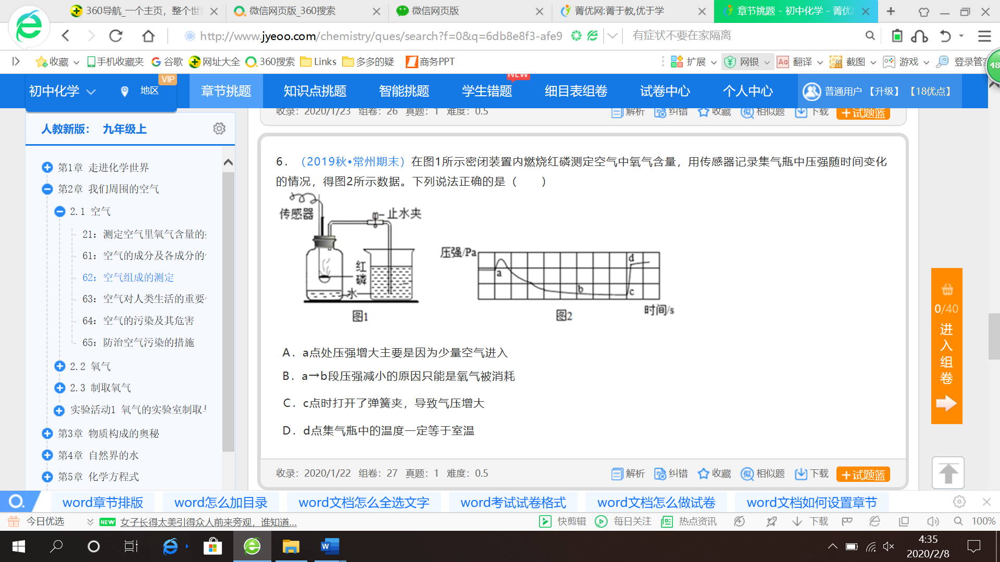 360导航_一个主页，整个世界
微信网页版_360搜索
微信网页版
菁优网:菁于教,优于学
章节挑题 - 初中化学 - 菁优网
http://www.jyeoo.com/chemistry/ques/search?f=0&q=6db8e8f3-afe9
有症状不要在家隔离
收藏 手机收藏夹 谷歌 网址大全 360搜索 Links 多多的疑 商务PPT
扩展 网银 翻译 截图 游戏 登录管家
48
初中化学 VIP 地区 章节挑题 知识点挑题 智能挑题 学生错题 NEW 细目表组卷 试卷中心 个人中心 普通用户 【升级】 【18优点】
收录：2020/1/23 组卷：26 真题：1 难度：0.5
解析 纠错 收藏 相似题 下载 +试题篮
人教新版： 九年级上
第1章 走进化学世界
第2章 我们周围的空气
2.1 空气
21：测定空气里氧气含量的
61：空气的成分及各成分的
62：空气组成的测定
63：空气对人类生活的重要
64：空气的污染及其危害
65：防治空气污染的措施
2.2 氧气
2.3 制取氧气
实验活动1 氧气的实验室制取
第3章 物质构成的奥秘
第4章 自然界的水
第5章 化学方程式
6．（2019秋•常州期末）在图1所示密闭装置内燃烧红磷测定空气中氧气含量，用传感器记录集气瓶中压强随时间变化
的情况，得图2所示数据。下列说法正确的是（　　）
传感器
止水夹
红
磷
水
图1
压强/Pa
a
b
c
d
时间/s
图2
A．a点处压强增大主要是因为少量空气进入
B．a→b段压强减小的原因只能是氧气被消耗
C．c点时打开了弹簧夹，导致气压增大
D．d点集气瓶中的温度一定等于室温
收录：2020/1/22 组卷：27 真题：1 难度：0.5
解析 纠错 收藏 相似题 下载 +试题篮
0/40
进
入
组
卷
word章节排版 word怎么加目录 word文档怎么全选文字 word考试试卷格式 word文档怎么做试卷 word文档如何设置章节
今日优选 NEW 女子长得太美引得众人前来旁观，谁知道...
快剪辑 每日关注 热点资讯 下载 100%
4:35
2020/2/8